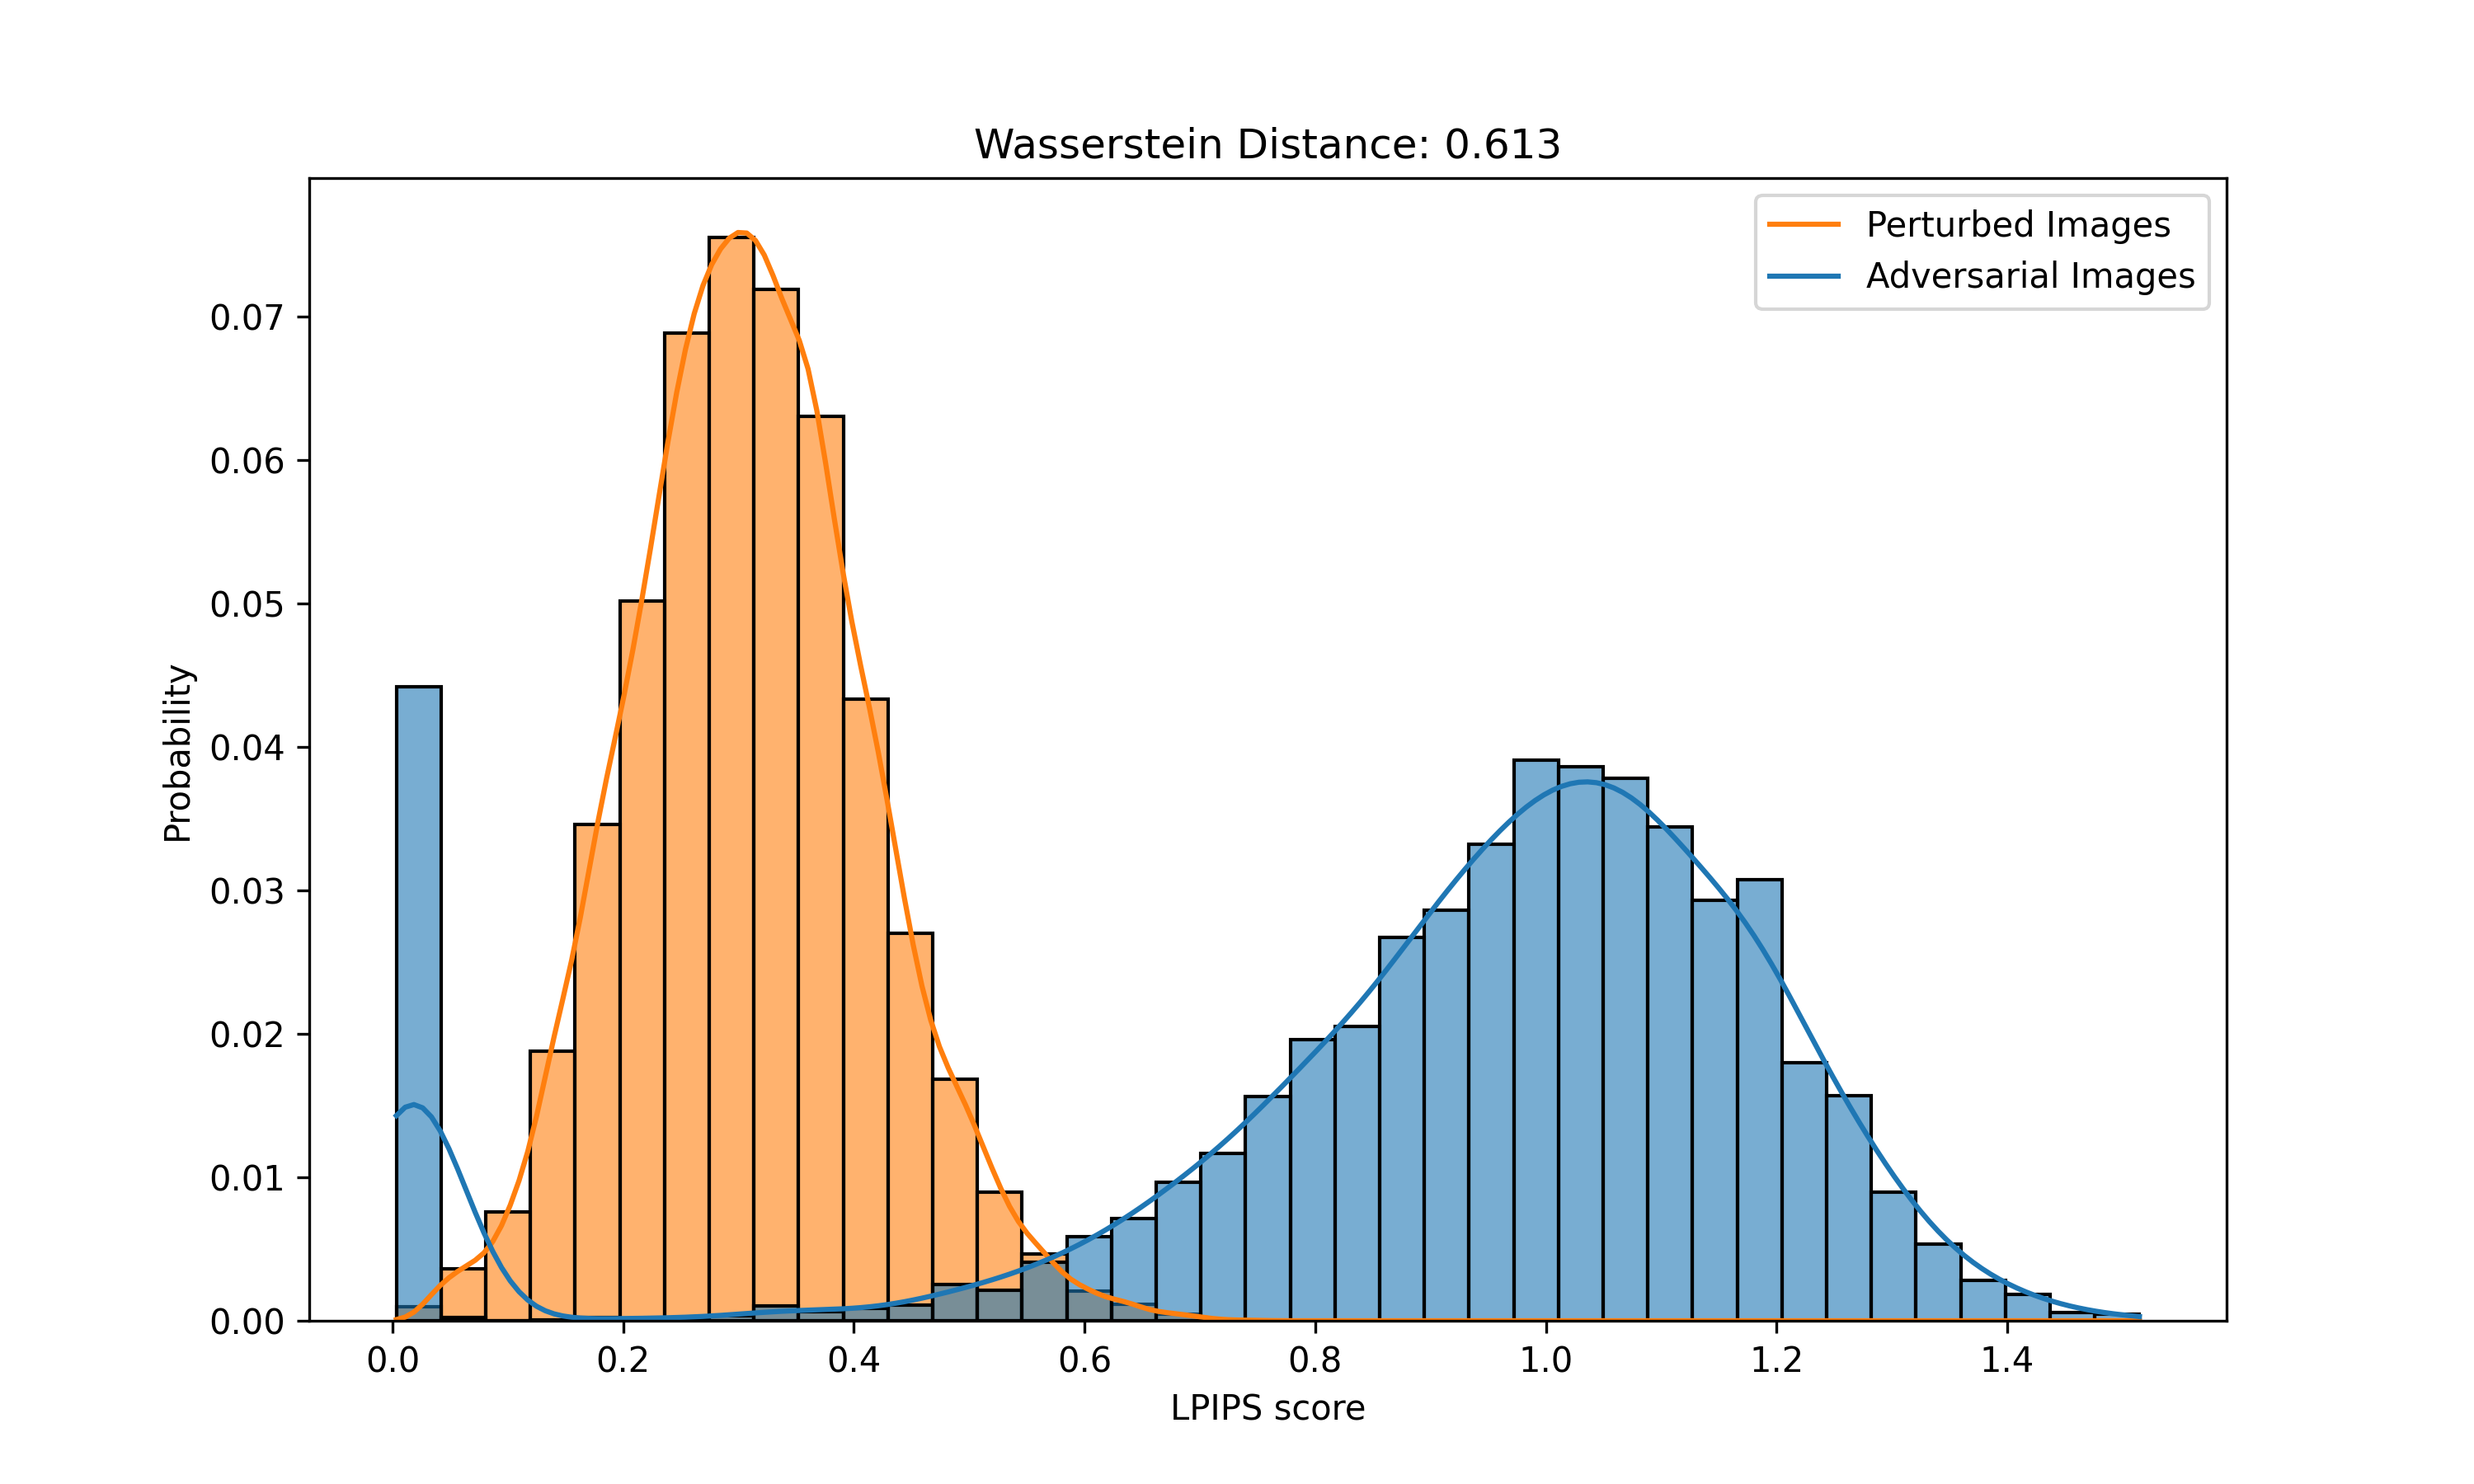 Wasserstein Distance: 0.613
Perturbed Images
Adversarial Images
Probability
0.07
0.06
0.05
0.04
0.03
0.02
0.01
0.00
0.0 0.2 0.4 0.6 0.8 1.0 1.2 1.4
LPIPS score